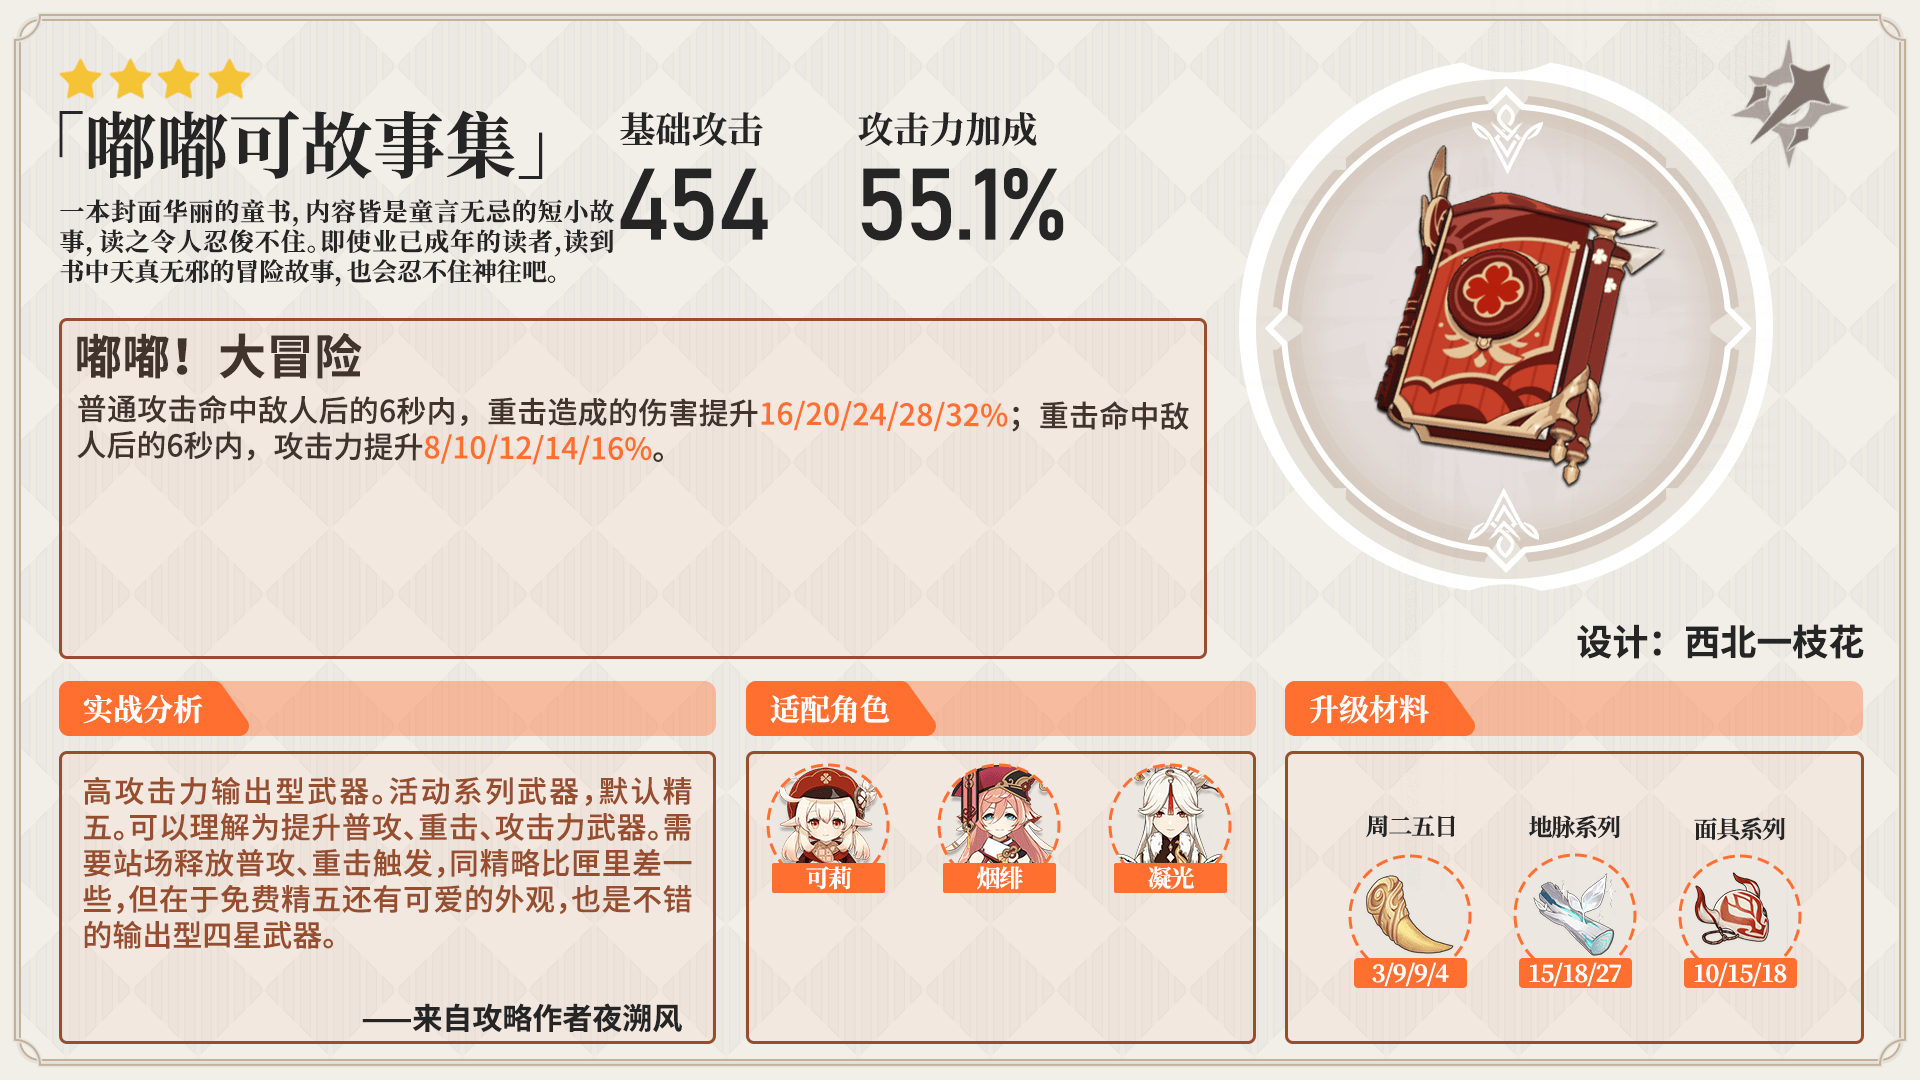 「嘟嘟可故事集」
基础攻击
攻击力加成
454
55.1%
一本封面华丽的童书，内容皆是童言无忌的短小故
事，读之令人忍俊不住。即使业已成年的读者，读到
书中天真无邪的冒险故事，也会忍不住神往吧。
嘟嘟！大冒险
普通攻击命中敌人后的6秒内，重击造成的伤害提升16/20/24/28/32%；重击命中敌
人后的6秒内，攻击力提升8/10/12/14/16%。
设计：西北一枝花
实战分析
高攻击力输出型武器。活动系列武器，默认精
五。可以理解为提升普攻、重击、攻击力武器。需
要站场释放普攻、重击触发，同精略比匣里差一
些，但在于免费精五还有可爱的外观，也是不错
的输出型四星武器。
——来自攻略作者夜溯风
适配角色
可莉
烟绯
凝光
升级材料
周二五日
地脉系列
面具系列
3/9/9/4
15/18/27
10/15/18